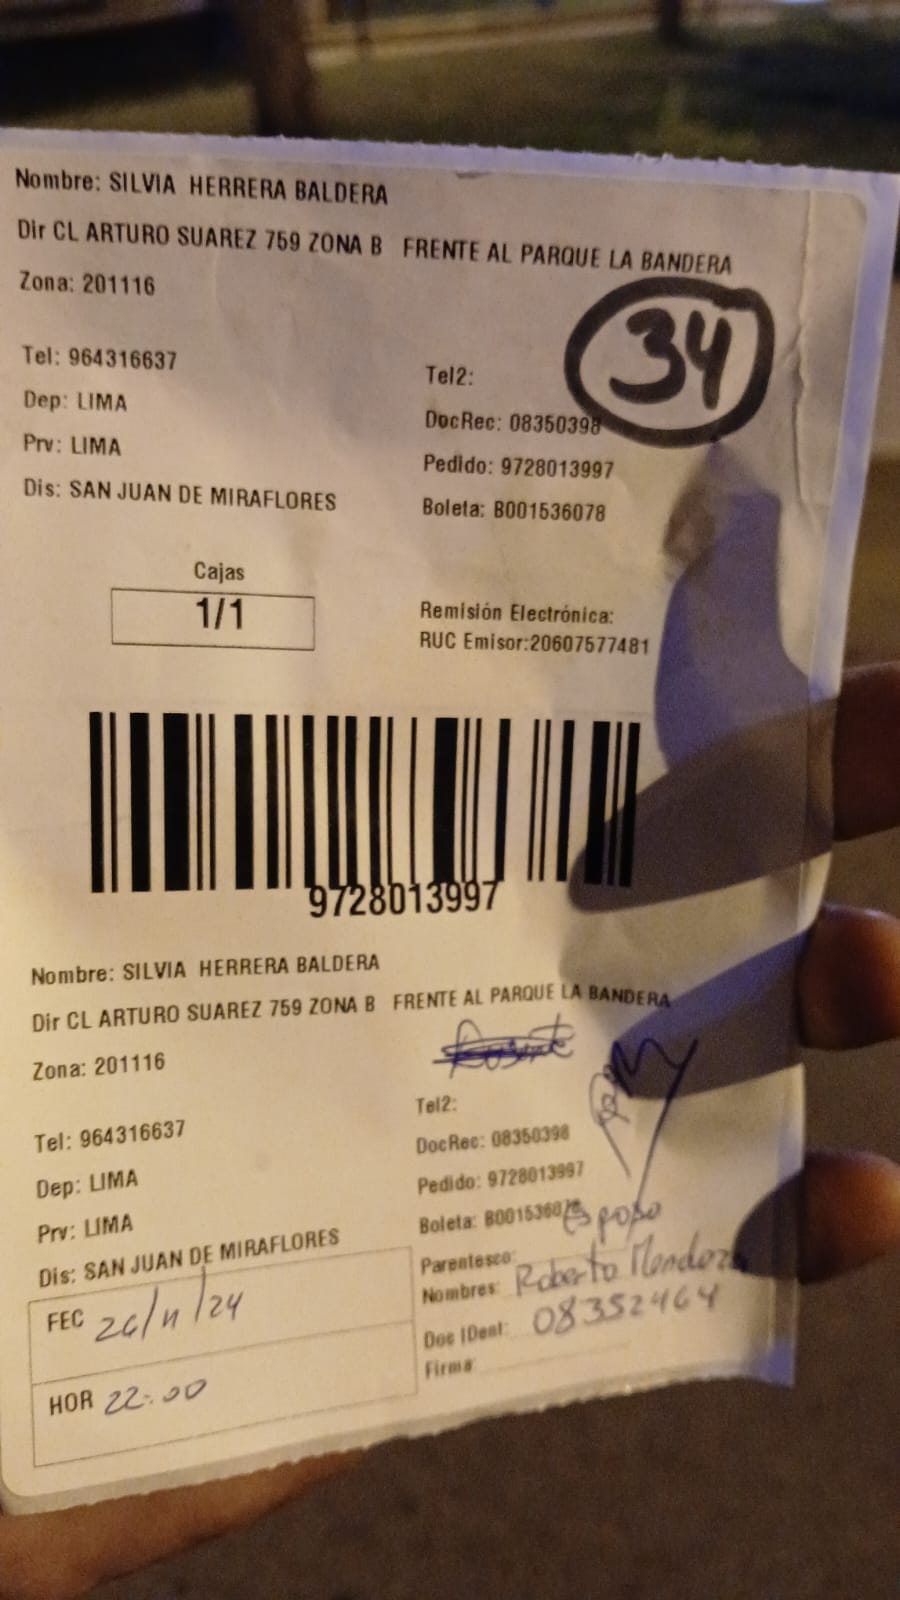 Nombre: SILVIA HERRERA BALDERA
Dir CL ARTURO SUAREZ 759 ZONA B FRENTE AL PARQUE LA BANDERA
Zona: 201116
34
Tel: 964316637
Tel2:
Dep: LIMA
DocRec: 08350398
Prv: LIMA
Pedido: 9728013997
Dis: SAN JUAN DE MIRAFLORES
Boleta: B001536078
Cajas
1/1
Remisión Electrónica:
RUC Emisor:20607577481
9728013997
Nombre: SILVIA HERRERA BALDERA
Dir CL ARTURO SUAREZ 759 ZONA B FRENTE AL PARQUE LA BANDERA
Zona: 201116
Tel2:
Tel: 964316637
DocRec: 08350398
Dep: LIMA
Pedido: 9728013997
Prv: LIMA
Boleta: B001536078
Dis: SAN JUAN DE MIRAFLORES
Parentesco: Esposo
Nombres: Roberto Mendoza
Doc IDent: 08352464
Firma:
FEC 26/11/24
HOR 22:00